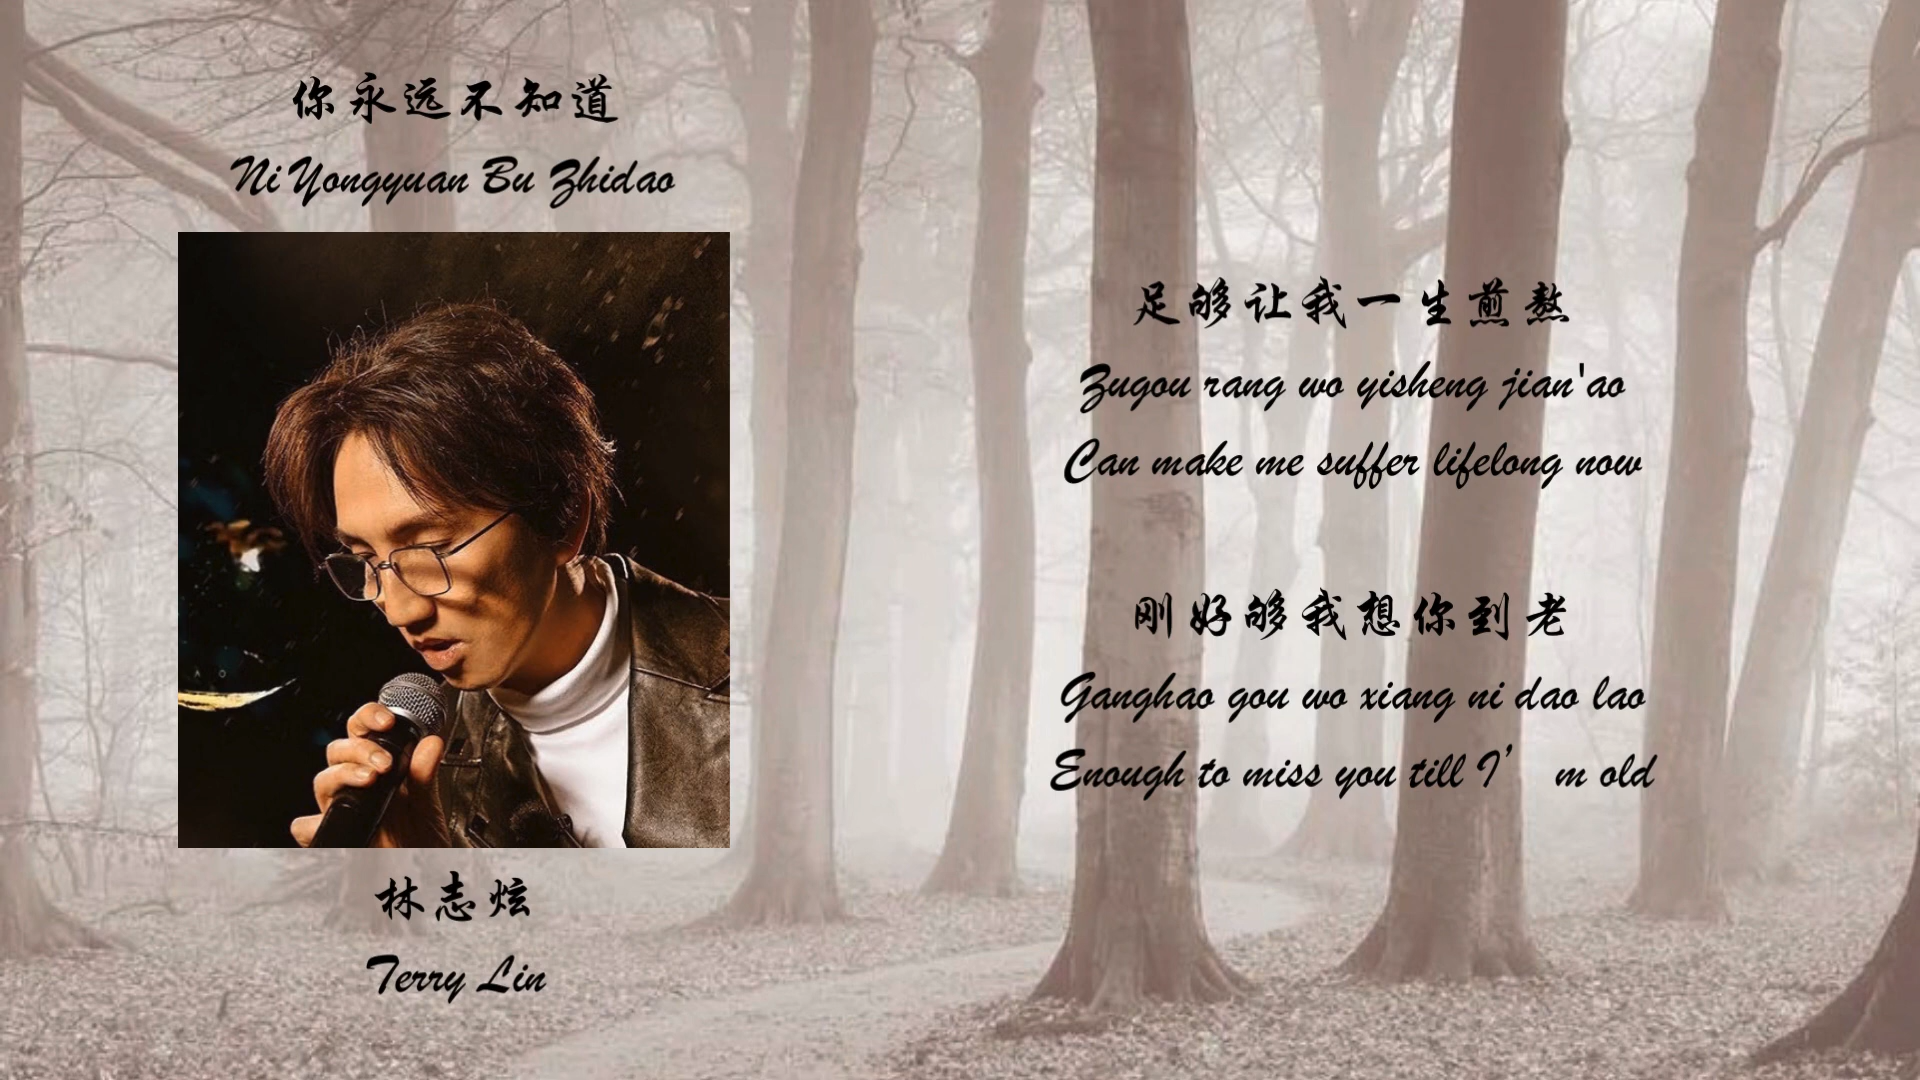 你永远不知道
Ni Yongyuan Bu Zhidao
足够让我一生煎熬
Zugou rang wo yisheng jian'ao
Can make me suffer lifelong now
刚好够我想你到老
Ganghao gou wo xiang ni dao lao
Enough to miss you till I’ m old
林志炫
Terry Lin